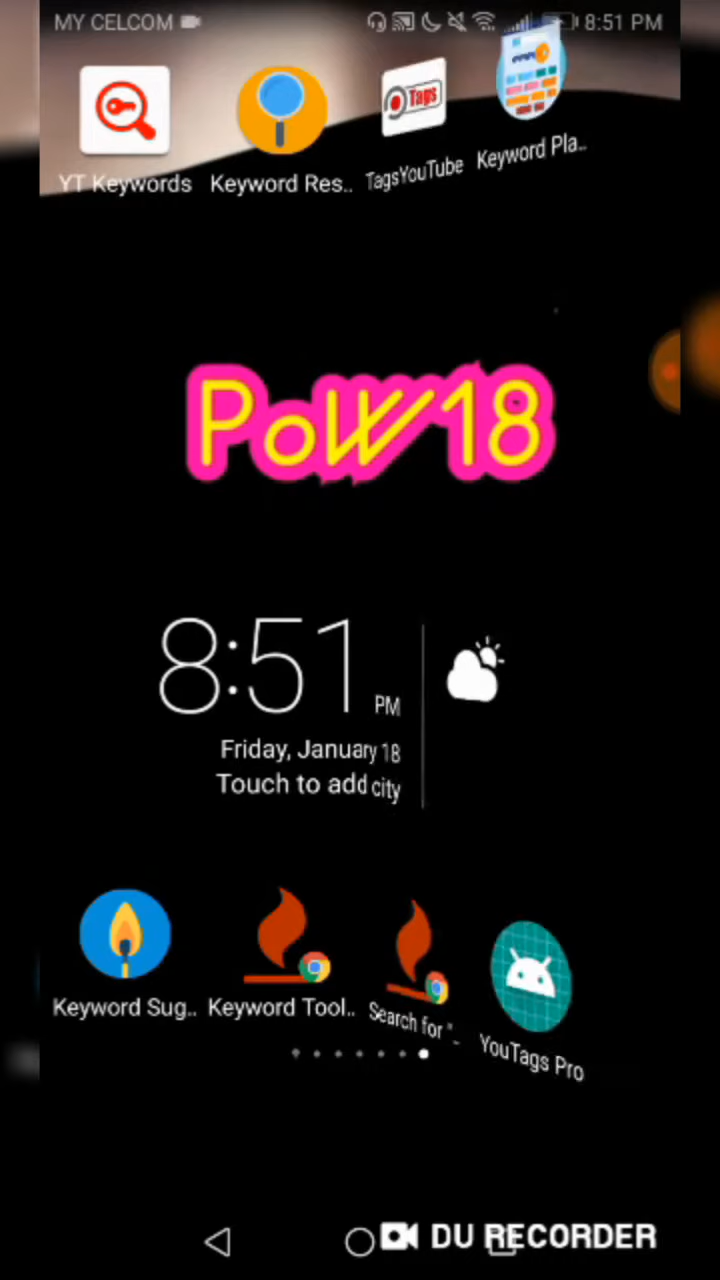 MY CELCOM 8:51 PM
Tags
YT Keywords Keyword Res.. TagsYouTube Keyword Pla..
PoW18
8:51 PM
Friday, January 18
Touch to add city
Keyword Sug.. Keyword Tool.. Search for "_ YouTags Pro
DU RECORDER